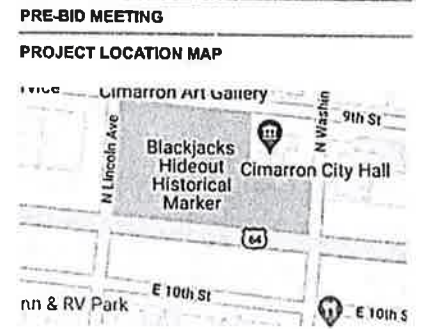 PRE-BID MEETING
PROJECT LOCATION MAP
Cimarron Art Gallery
9th St
N Washin
N Lincoln Ave
Blackjacks
Hideout
Historical
Marker
Cimarron City Hall
64
E 10th St
nn & RV Park
E 10th S